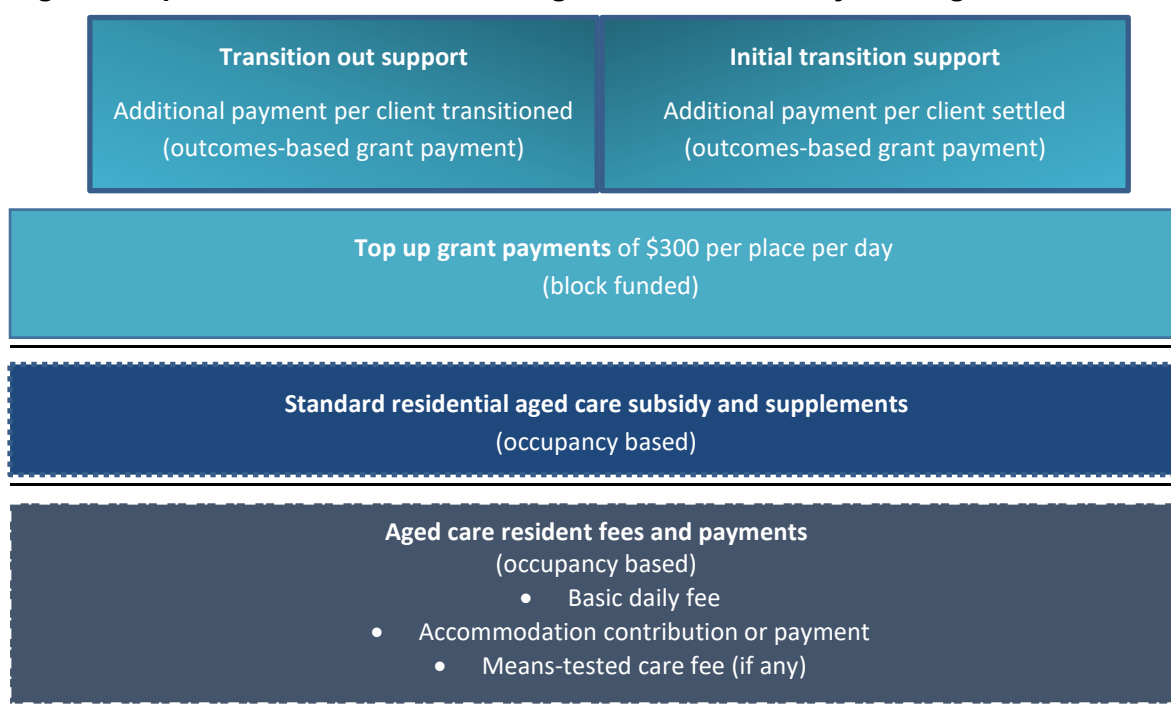 Transition out support
Additional payment per client transitioned
(outcomes-based grant payment)
Initial transition support
Additional payment per client settled
(outcomes-based grant payment)
Top up grant payments of $300 per place per day
(block funded)
Standard residential aged care subsidy and supplements
(occupancy based)
Aged care resident fees and payments
(occupancy based)
• Basic daily fee
• Accommodation contribution or payment
• Means-tested care fee (if any)